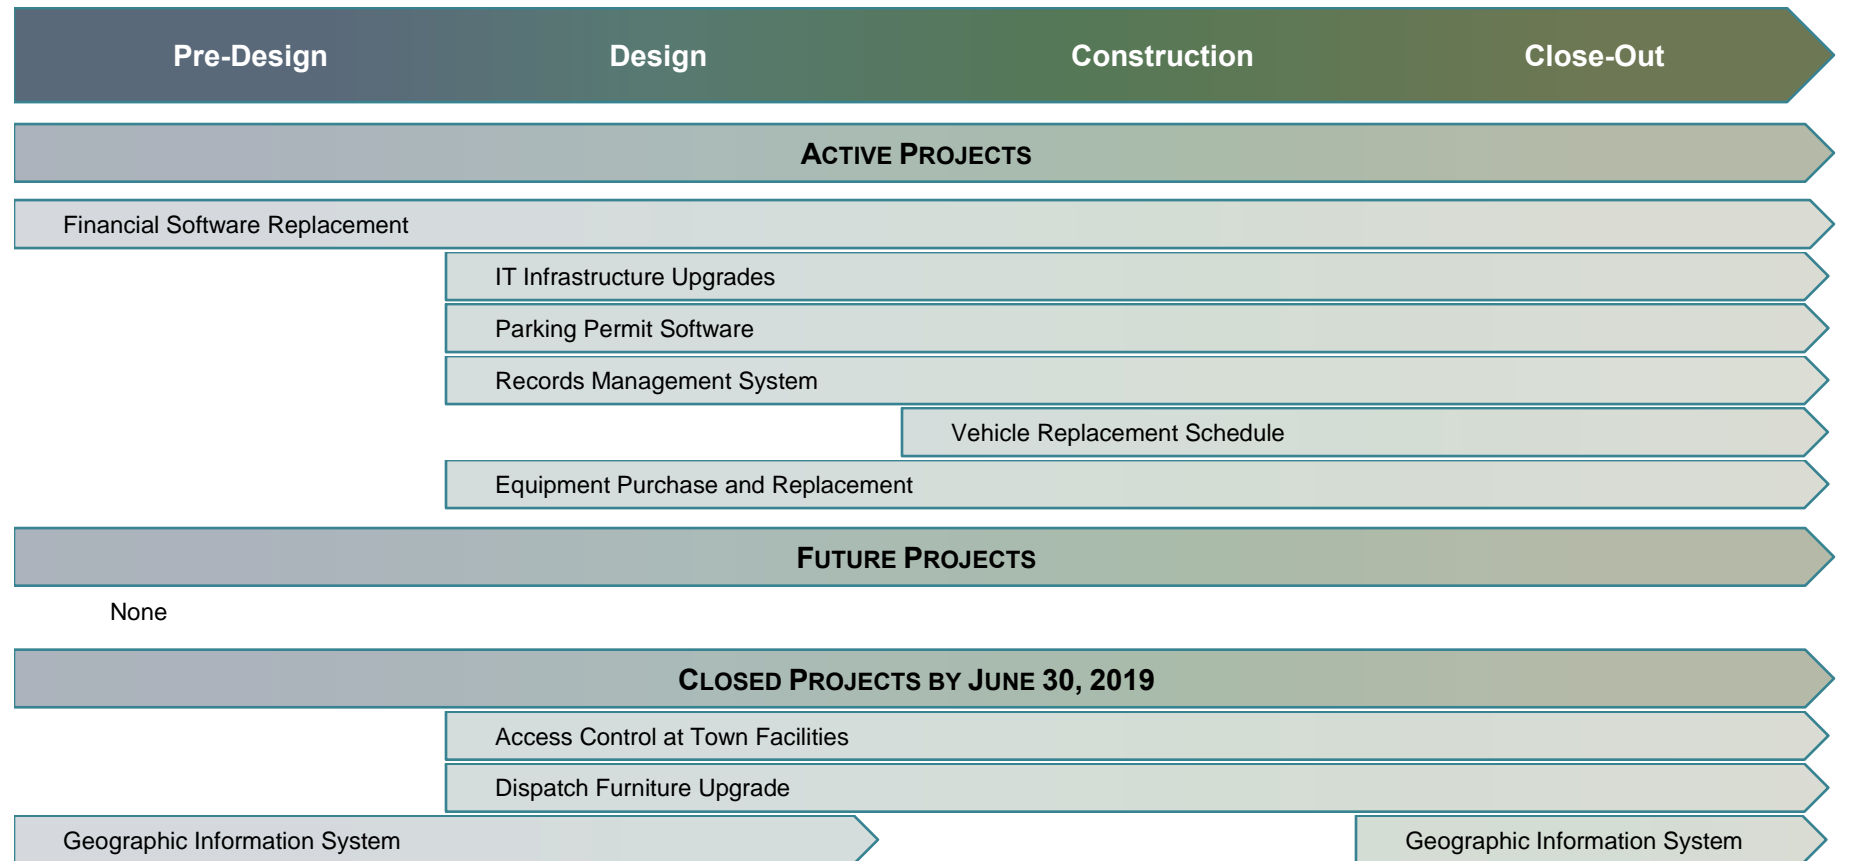 Pre-Design Design Construction Close-Out
ACTIVE PROJECTS
Financial Software Replacement
IT Infrastructure Upgrades
Parking Permit Software
Records Management System
Vehicle Replacement Schedule
Equipment Purchase and Replacement
FUTURE PROJECTS
None
CLOSED PROJECTS BY JUNE 30, 2019
Access Control at Town Facilities
Dispatch Furniture Upgrade
Geographic Information System Geographic Information System